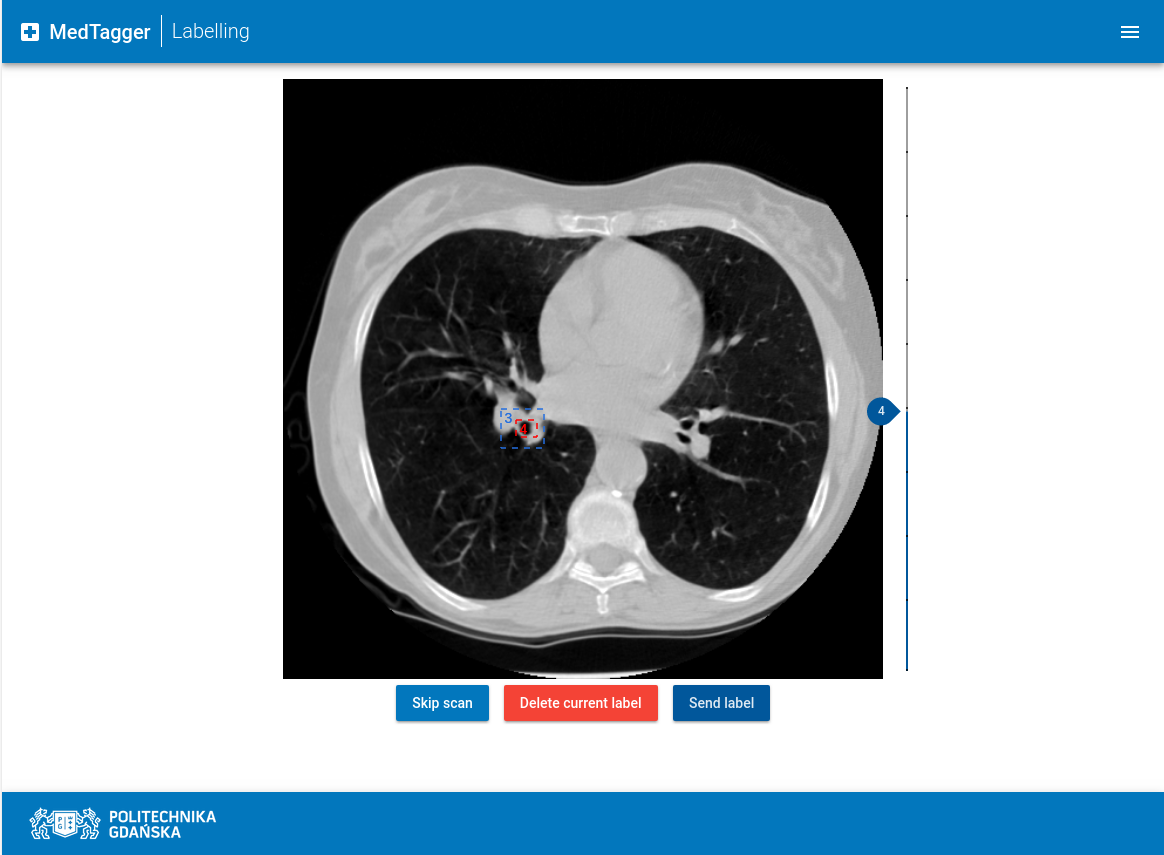 MedTagger
Labelling
3
4
4
Skip scan
Delete current label
Send label
P
G
POLITECHNIKA
GDAŃSKA